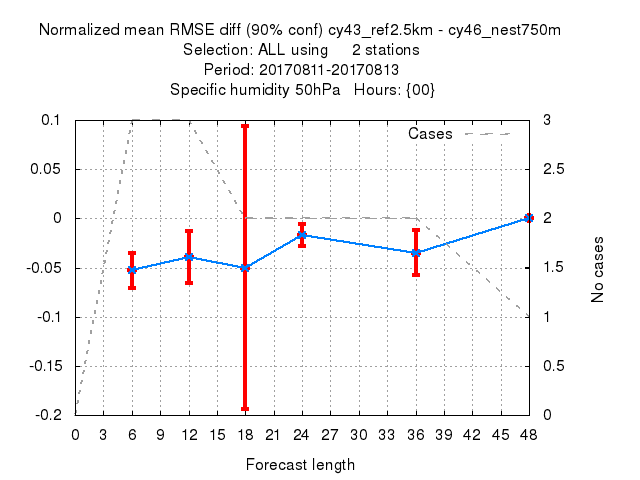 Normalized mean RMSE diff (90% conf) cy43_ref2.5km - cy46_nest750m
Selection: ALL using 2 stations
Period: 20170811-20170813
Specific humidity 50hPa Hours: {00}
Cases
0.1
0.05
0
-0.05
-0.1
-0.15
-0.2
3
2.5
2
1.5
1
0.5
0
No cases
0 3 6 9 12 15 18 21 24 27 30 33 36 39 42 45 48
Forecast length